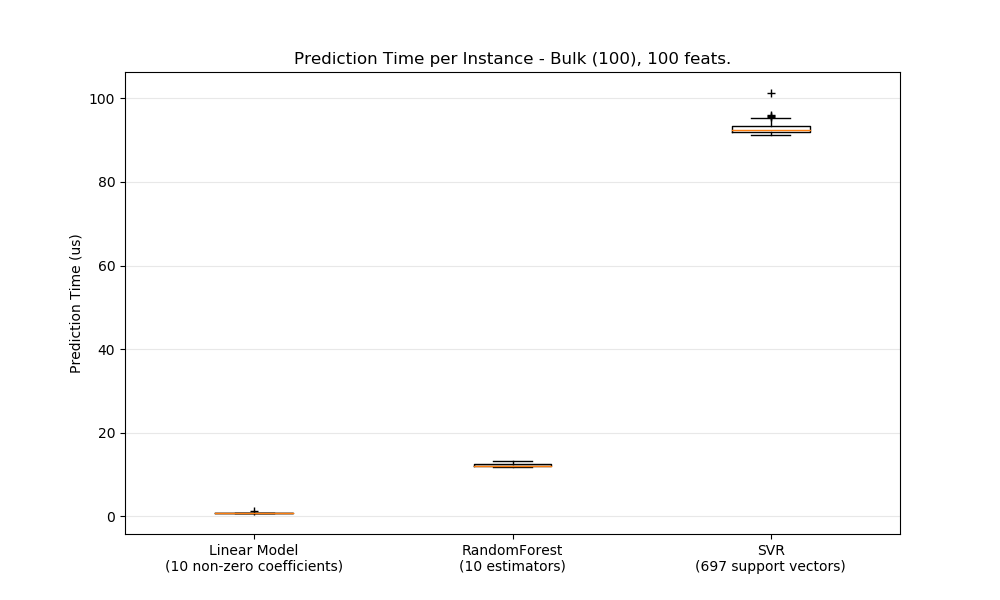 Prediction Time per Instance - Bulk (100), 100 feats.
Prediction Time (us)
100
80
60
40
20
0
Linear Model
(10 non-zero coefficients)
RandomForest
(10 estimators)
SVR
(697 support vectors)